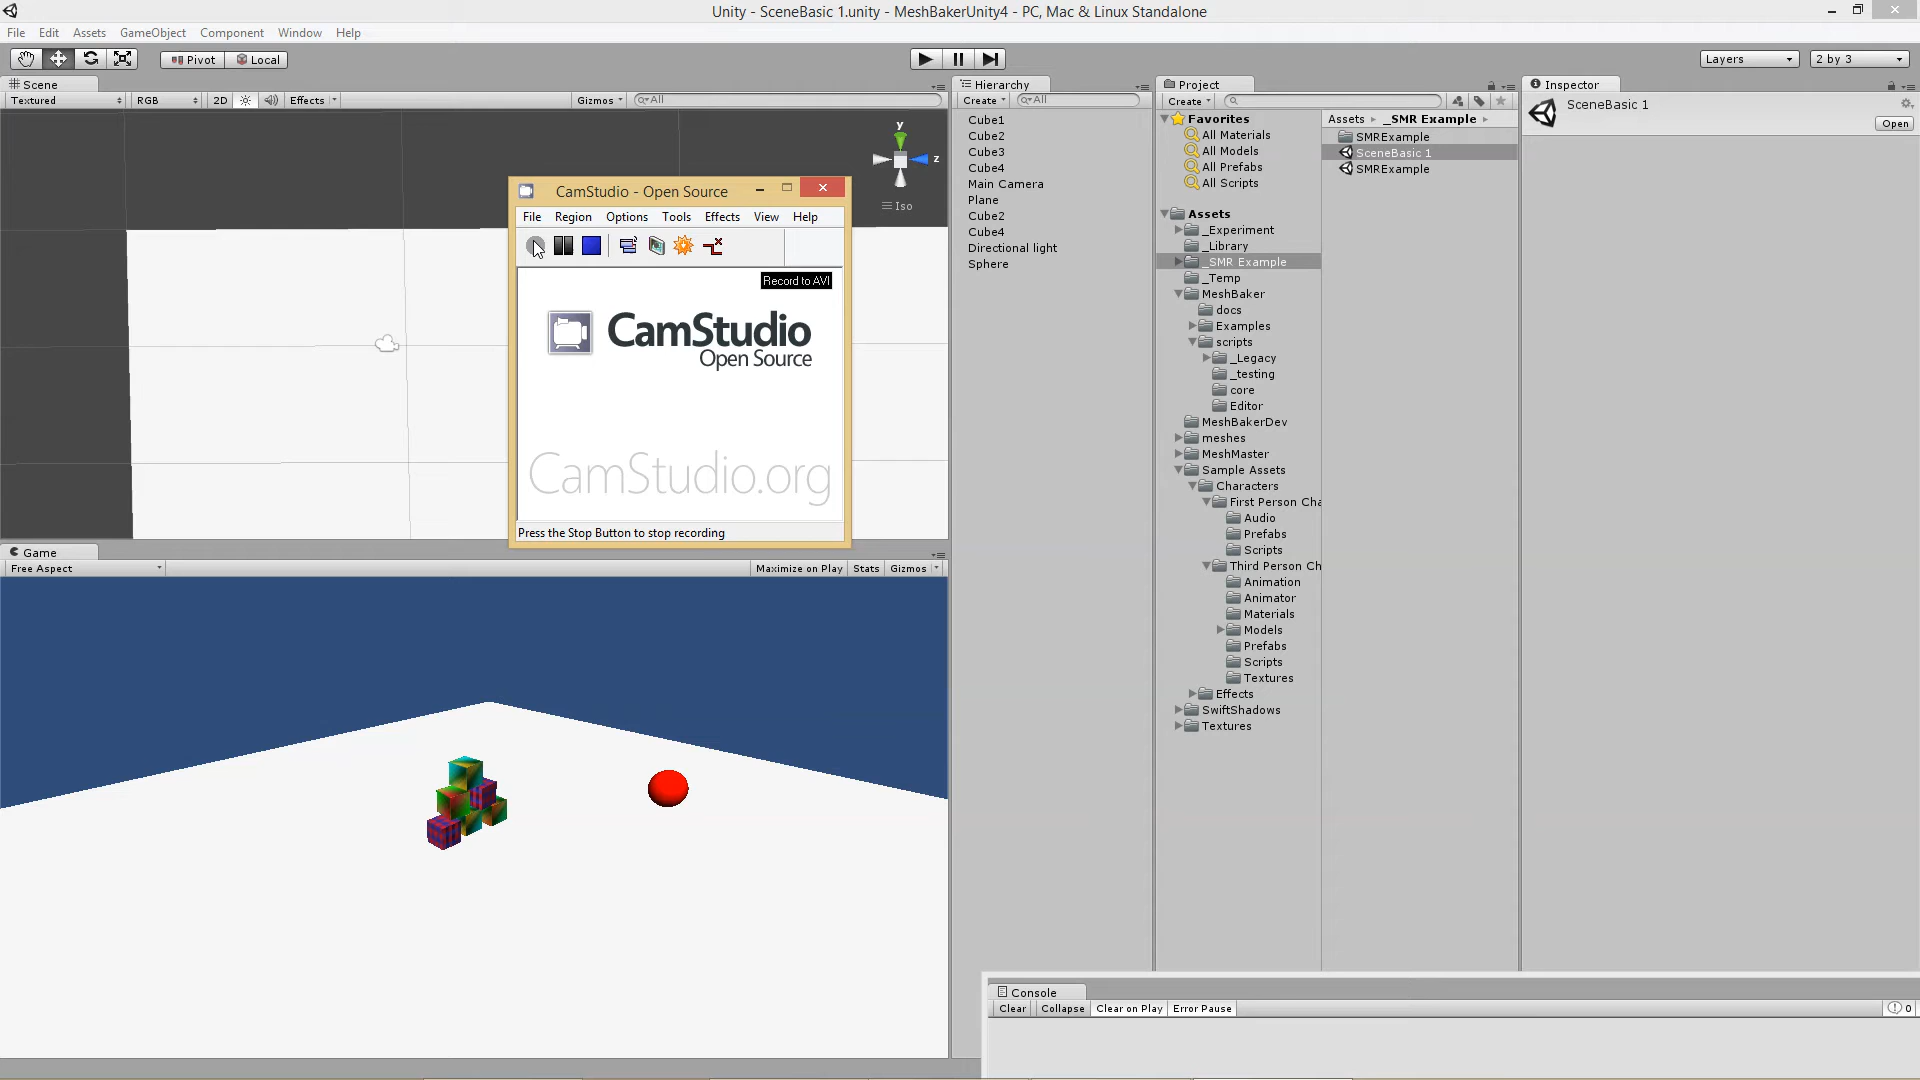 Unity - SceneBasic 1.unity - MeshBakerUnity4 - PC, Mac & Linux Standalone
File Edit Assets GameObject Component Window Help
Pivot Local
Layers
2 by 3
Scene
Textured RGB 2D Effects Gizmos All
y
z
Iso
CamStudio - Open Source
File Region Options Tools Effects View Help
Record to AVI
CamStudio
Open Source
CamStudio.org
Press the Stop Button to stop recording
Game
Free Aspect Maximize on Play Stats Gizmos
Hierarchy
Create All
Cube1
Cube2
Cube3
Cube4
Main Camera
Plane
Cube2
Cube4
Directional light
Sphere
Project
Create
Favorites
All Materials
All Models
All Prefabs
All Scripts
Assets
_Experiment
_Library
_SMR Example
_Temp
MeshBaker
docs
Examples
scripts
_Legacy
_testing
core
Editor
MeshBakerDev
meshes
MeshMaster
Sample Assets
Characters
First Person Cha
Audio
Prefabs
Scripts
Third Person Ch
Animation
Animator
Materials
Models
Prefabs
Scripts
Textures
Effects
SwiftShadows
Textures
Assets _SMR Example
SMRExample
SceneBasic 1
SMRExample
Inspector
SceneBasic 1
Open
Console
Clear Collapse Clear on Play Error Pause 0